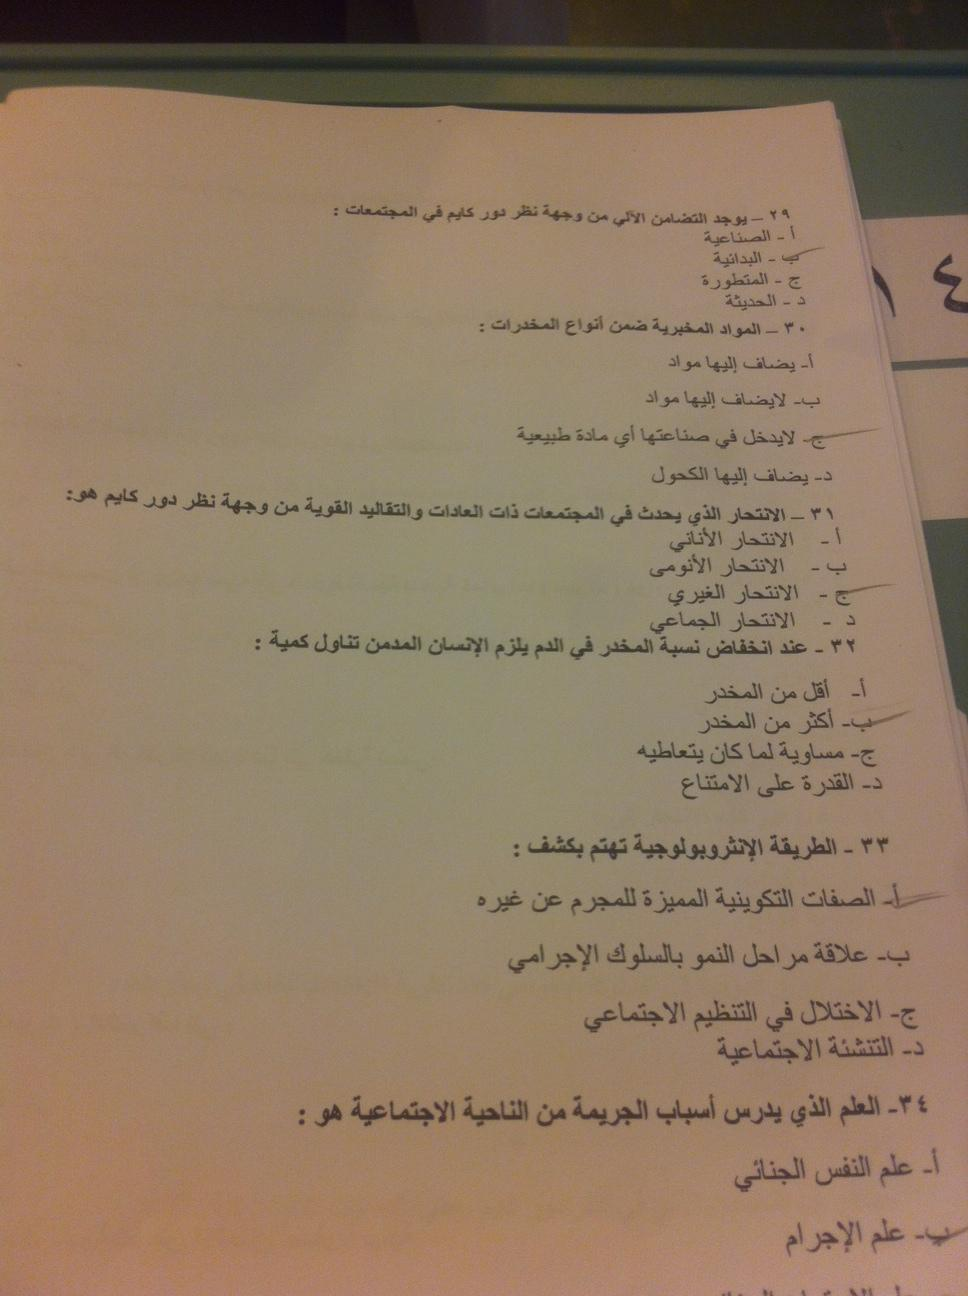 ٢٩ – يوجد التضامن الآلي من وجهة نظر دور كايم في المجتمعات :
أ - الصناعية
ب - البدائية
ج - المتطورة
د - الحديثة
٣٠ – المواد المخبرية ضمن أنواع المخدرات :
أ- يضاف إليها مواد
ب- لايضاف إليها مواد
ج- لايدخل في صناعتها أي مادة طبيعية
د- يضاف إليها الكحول
٣١ – الانتحار الذي يحدث في المجتمعات ذات العادات والتقاليد القوية من وجهة نظر دور كايم هو:
أ - الانتحار الأناني
ب - الانتحار الأنومى
ج - الانتحار الغيري
د - الانتحار الجماعي
٣٢ - عند انخفاض نسبة المخدر في الدم يلزم الإنسان المدمن تناول كمية :
أ- أقل من المخدر
ب- أكثر من المخدر
ج- مساوية لما كان يتعاطيه
د- القدرة على الامتناع
٣٣ - الطريقة الإنثروبولوجية تهتم بكشف :
أ- الصفات التكوينية المميزة للمجرم عن غيره
ب- علاقة مراحل النمو بالسلوك الإجرامي
ج- الاختلال في التنظيم الاجتماعي
د- التنشئة الاجتماعية
٣٤- العلم الذي يدرس أسباب الجريمة من الناحية الاجتماعية هو :
أ- علم النفس الجنائي
ب- علم الإجرام